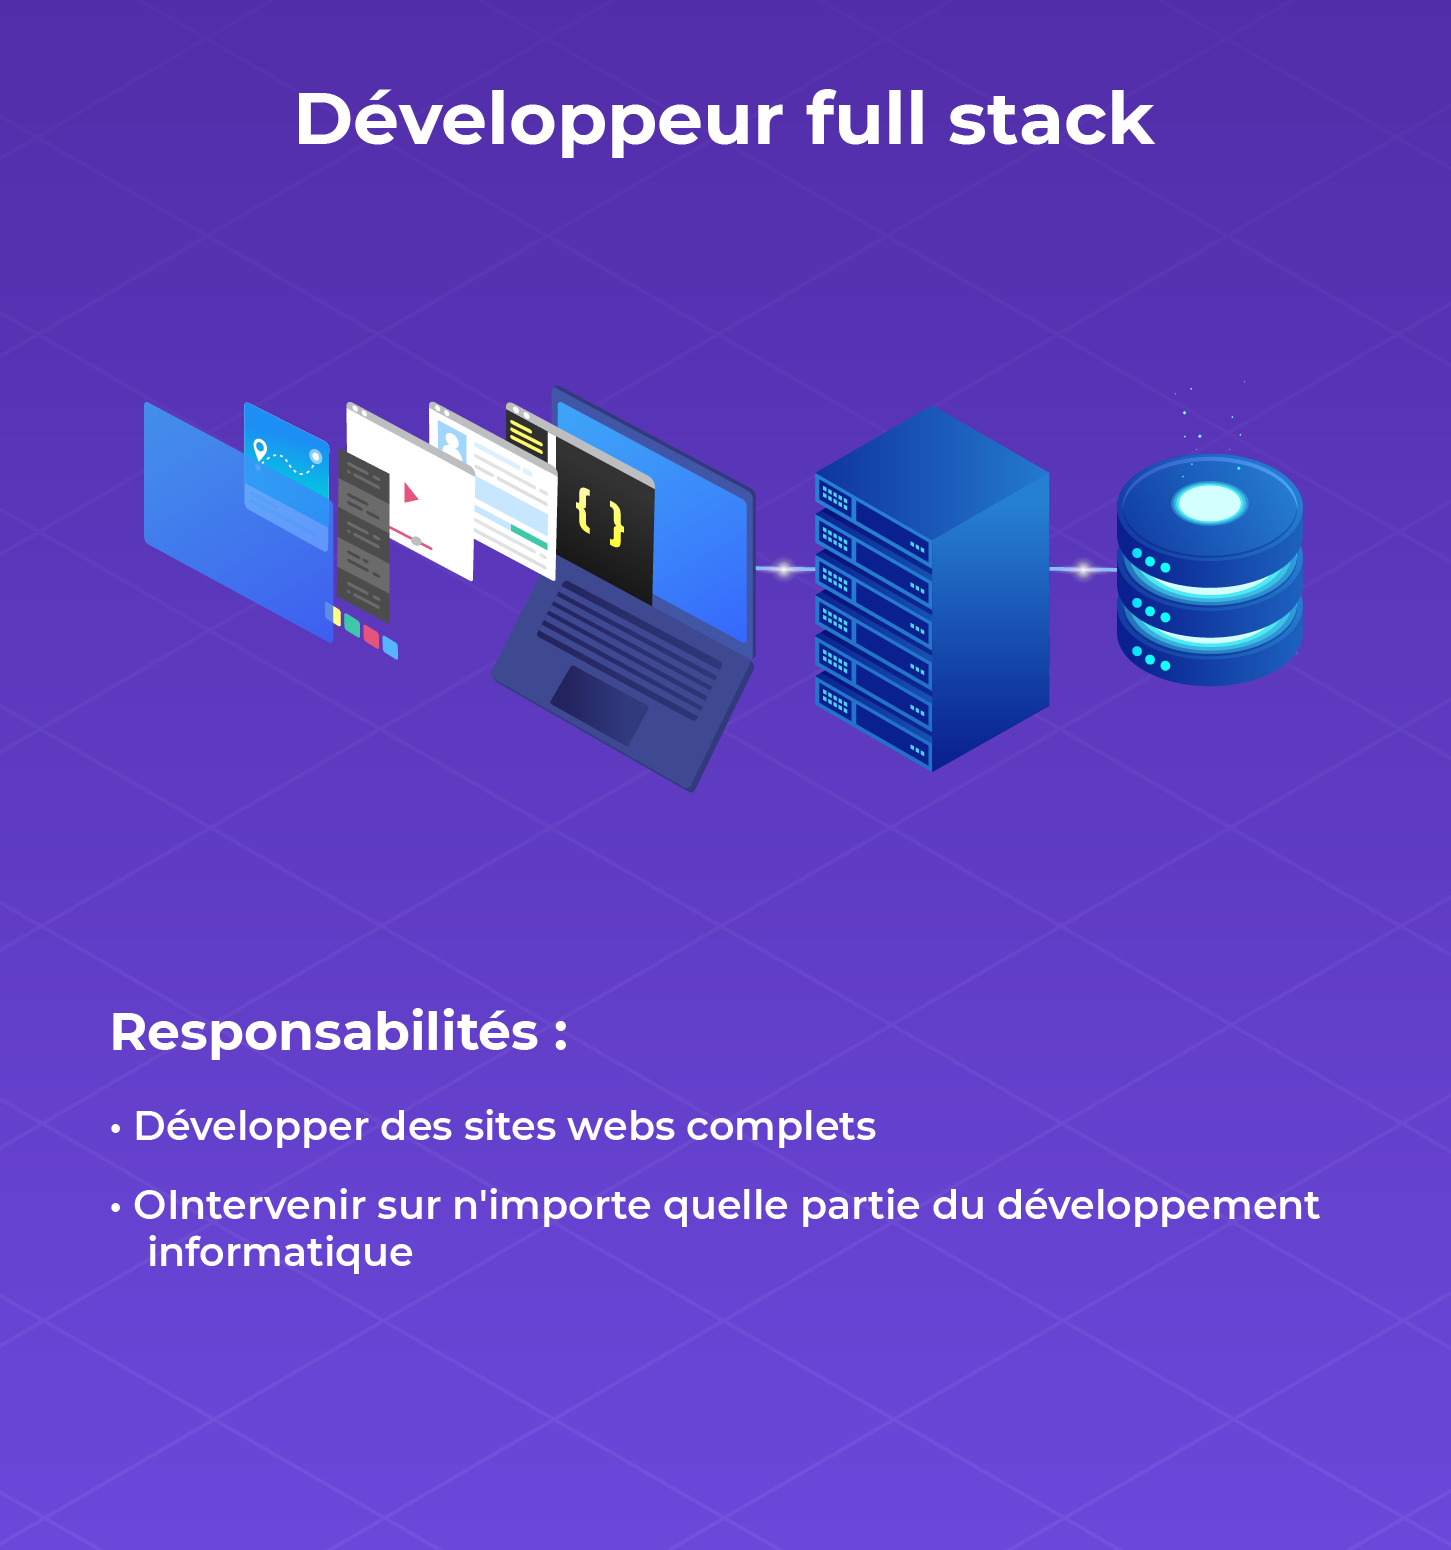 Développeur full stack
{ }
Responsabilités :
• Développer des sites webs complets
• OIntervenir sur n'importe quelle partie du développement
informatique